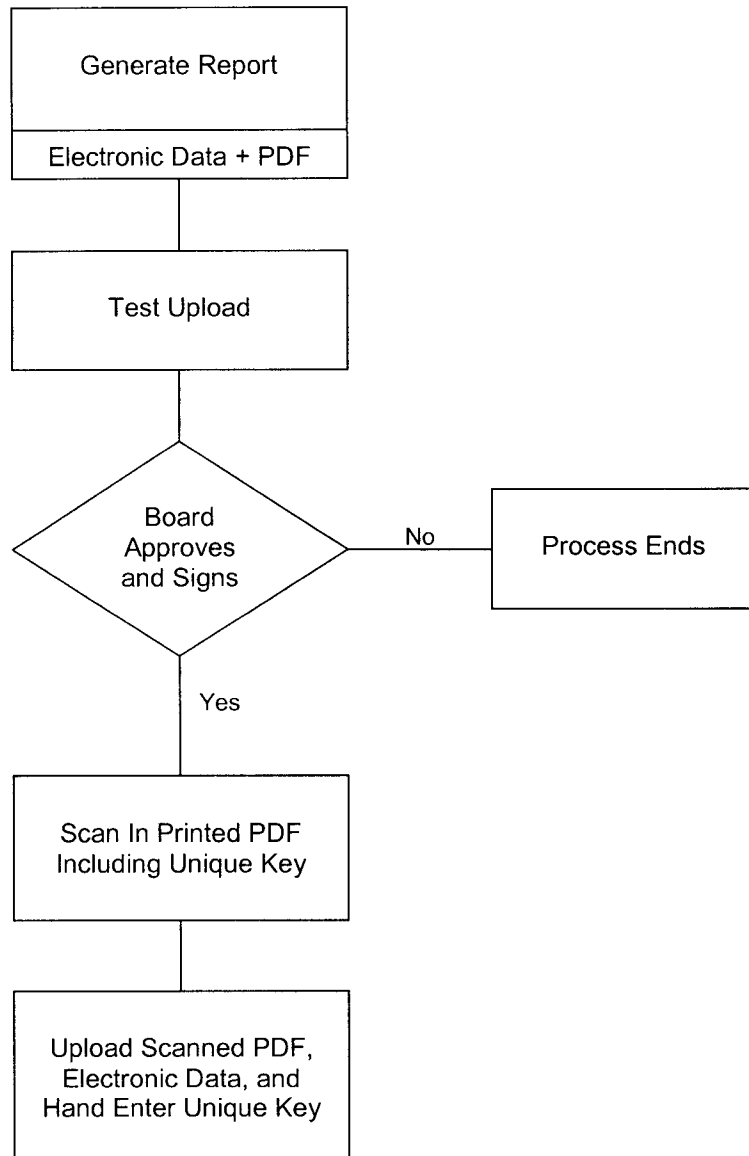 Generate Report
Electronic Data + PDF
Test Upload
Board
Approves
and Signs
No
Process Ends
Yes
Scan In Printed PDF
Including Unique Key
Upload Scanned PDF,
Electronic Data, and
Hand Enter Unique Key